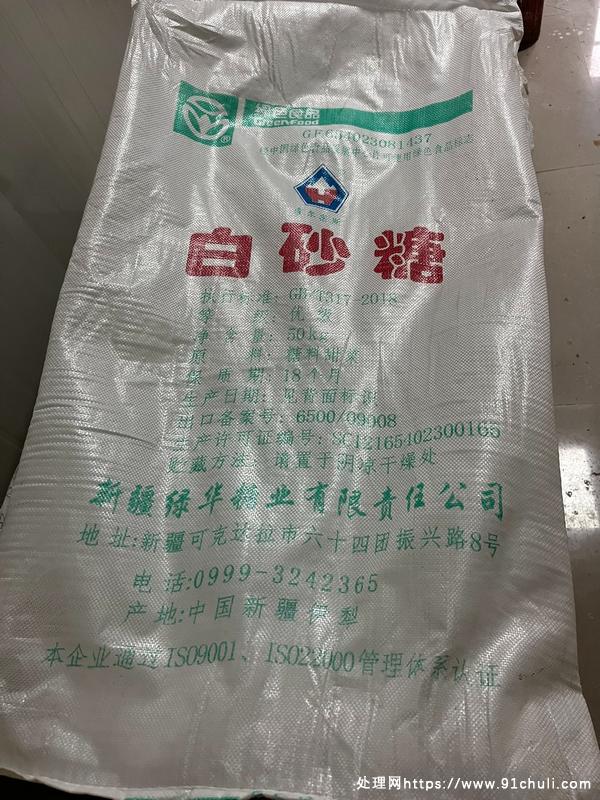 绿色食品
GreenFood
GF654023081437
经中国绿色食品发展中心许可使用绿色食品标志
白砂糖
执行标准: GB/T317-2018
等 级: 优级
净含量: 50kg
原 料: 糖料甜菜
保质期: 18个月
生产日期: 见背面标识
出口备案号: 6500/09908
生产许可证编号: SC12165402300165
贮藏方法: 请置于阴凉干燥处
新疆绿华糖业有限责任公司
地 址:新疆可克达拉市六十四团振兴路8号
电 话:0999-3242365
产 地:中国新疆伊犁
本企业通过ISO9001、ISO22000管理体系认证
处理网https://www.91chuli.com/